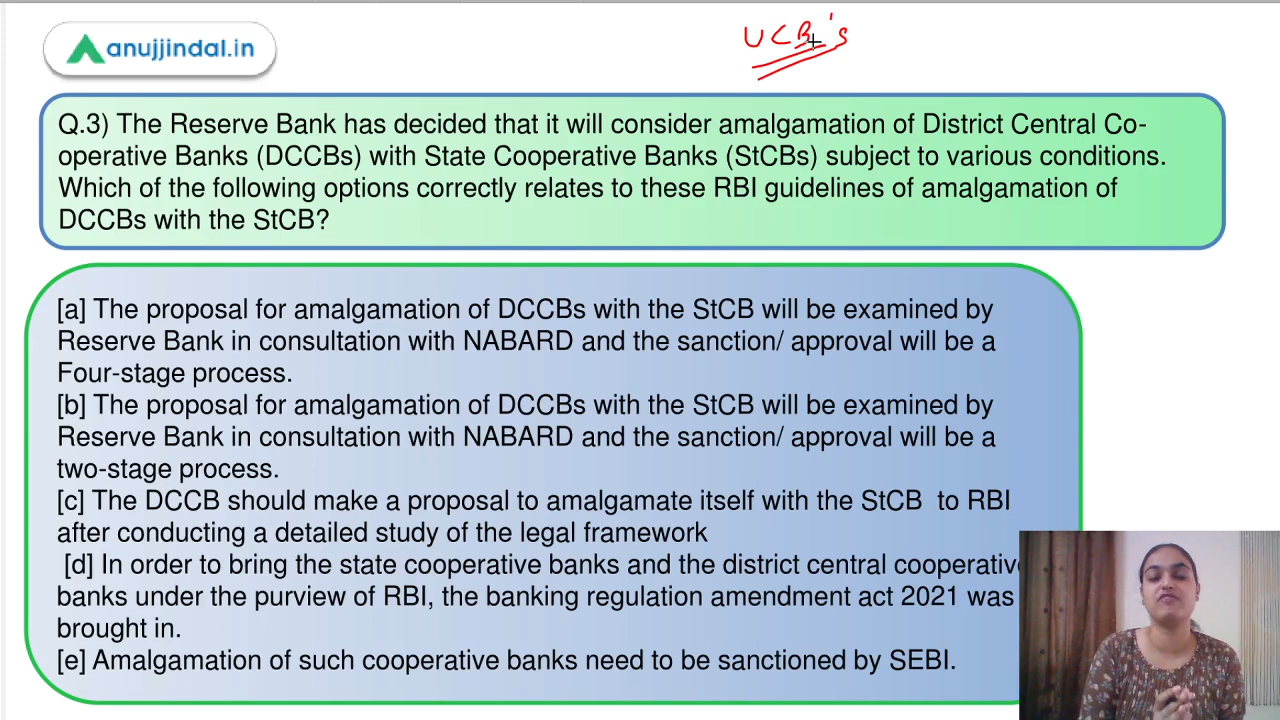 anujjindal.in
UCB's
Q.3) The Reserve Bank has decided that it will consider amalgamation of District Central Co-
operative Banks (DCCBs) with State Cooperative Banks (StCBs) subject to various conditions.
Which of the following options correctly relates to these RBI guidelines of amalgamation of
DCCBs with the StCB?
[a] The proposal for amalgamation of DCCBs with the StCB will be examined by
Reserve Bank in consultation with NABARD and the sanction/ approval will be a
Four-stage process.
[b] The proposal for amalgamation of DCCBs with the StCB will be examined by
Reserve Bank in consultation with NABARD and the sanction/ approval will be a
two-stage process.
[c] The DCCB should make a proposal to amalgamate itself with the StCB to RBI
after conducting a detailed study of the legal framework
[d] In order to bring the state cooperative banks and the district central cooperative
banks under the purview of RBI, the banking regulation amendment act 2021 was
brought in.
[e] Amalgamation of such cooperative banks need to be sanctioned by SEBI.